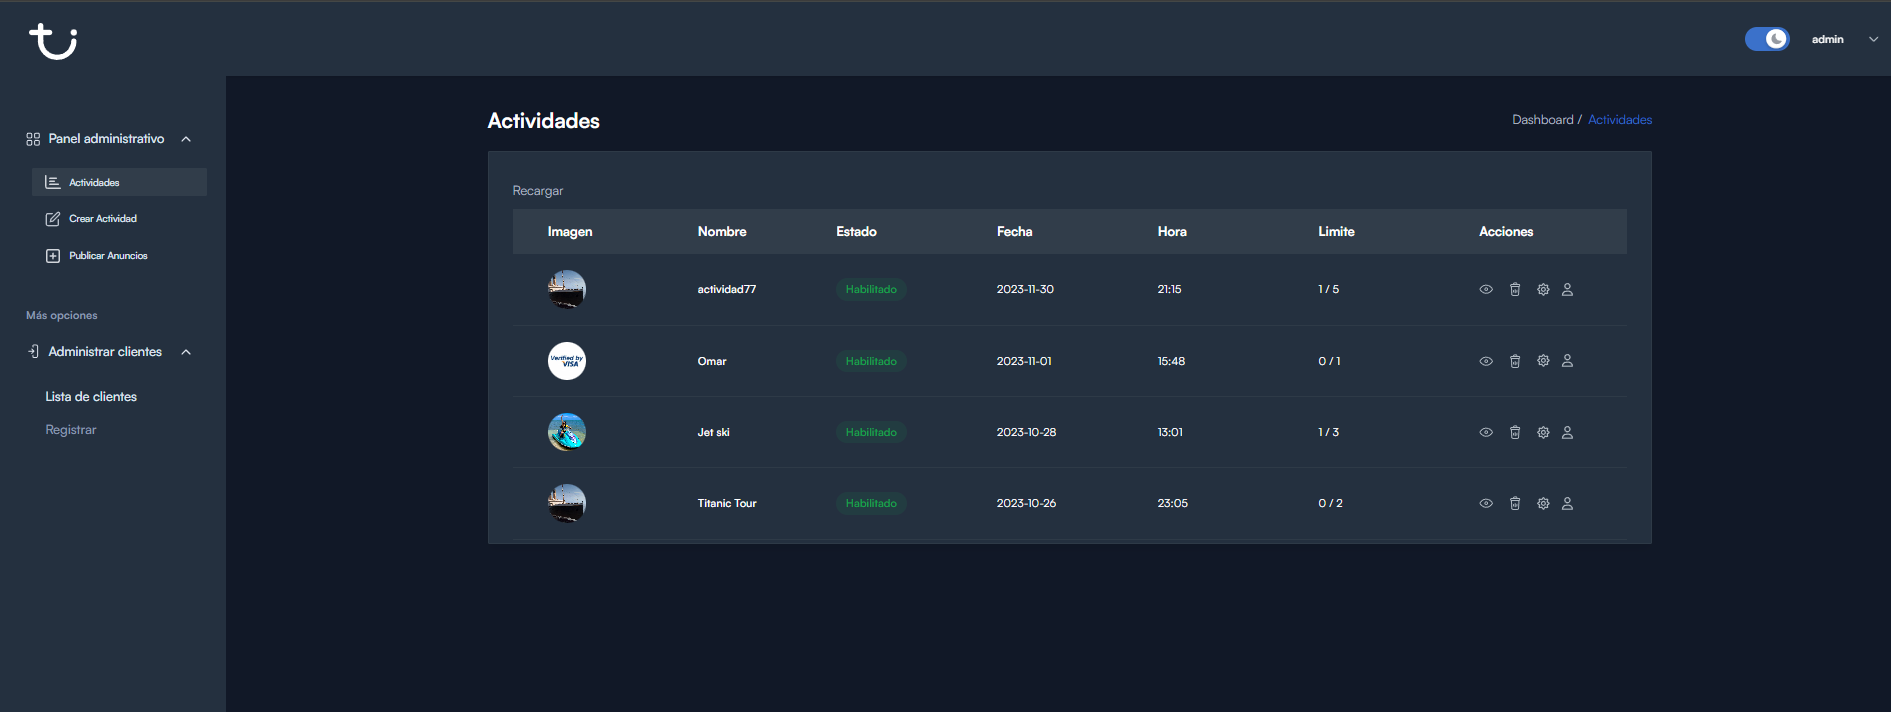 admin
Panel administrativo
Actividades
Crear Actividad
Publicar Anuncios
Más opciones
Administrar clientes
Lista de clientes
Registrar
Actividades
Dashboard / Actividades
Recargar
Imagen Nombre Estado Fecha Hora Limite Acciones
actividad77 Habilitado 2023-11-30 21:15 1 / 5
Verified by
VISA
Omar Habilitado 2023-11-01 15:48 0 / 1
Jet ski Habilitado 2023-10-28 13:01 1 / 3
Titanic Tour Habilitado 2023-10-26 23:05 0 / 2